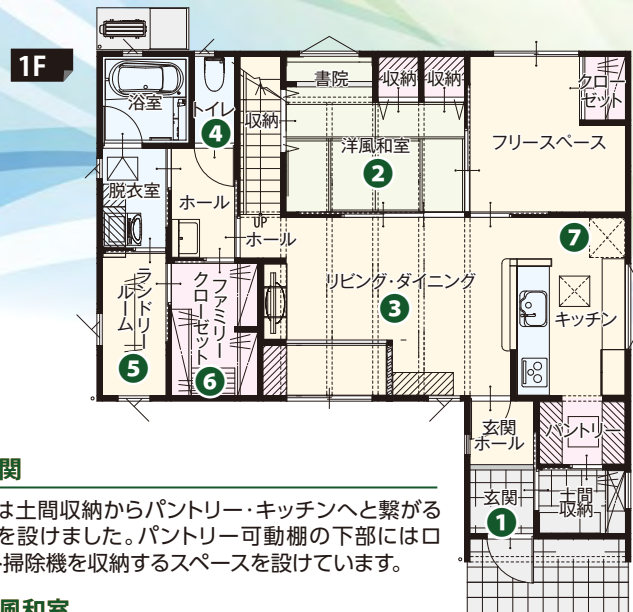 1F
浴室
トイレ
4
収納
書院
収納
収納
クローゼット
洋風和室
2
フリースペース
脱衣室
ホール
UP
ホール
7
リビング・ダイニング
3
キッチン
ランドリールーム
5
ファミリークローゼット
6
玄関ホール
パントリー
玄関
1
土間収納
関
は土間収納からパントリー・キッチンへと繋がる
を設けました。パントリー可動棚の下部にはロ
ト掃除機を収納するスペースを設けています。
風和室